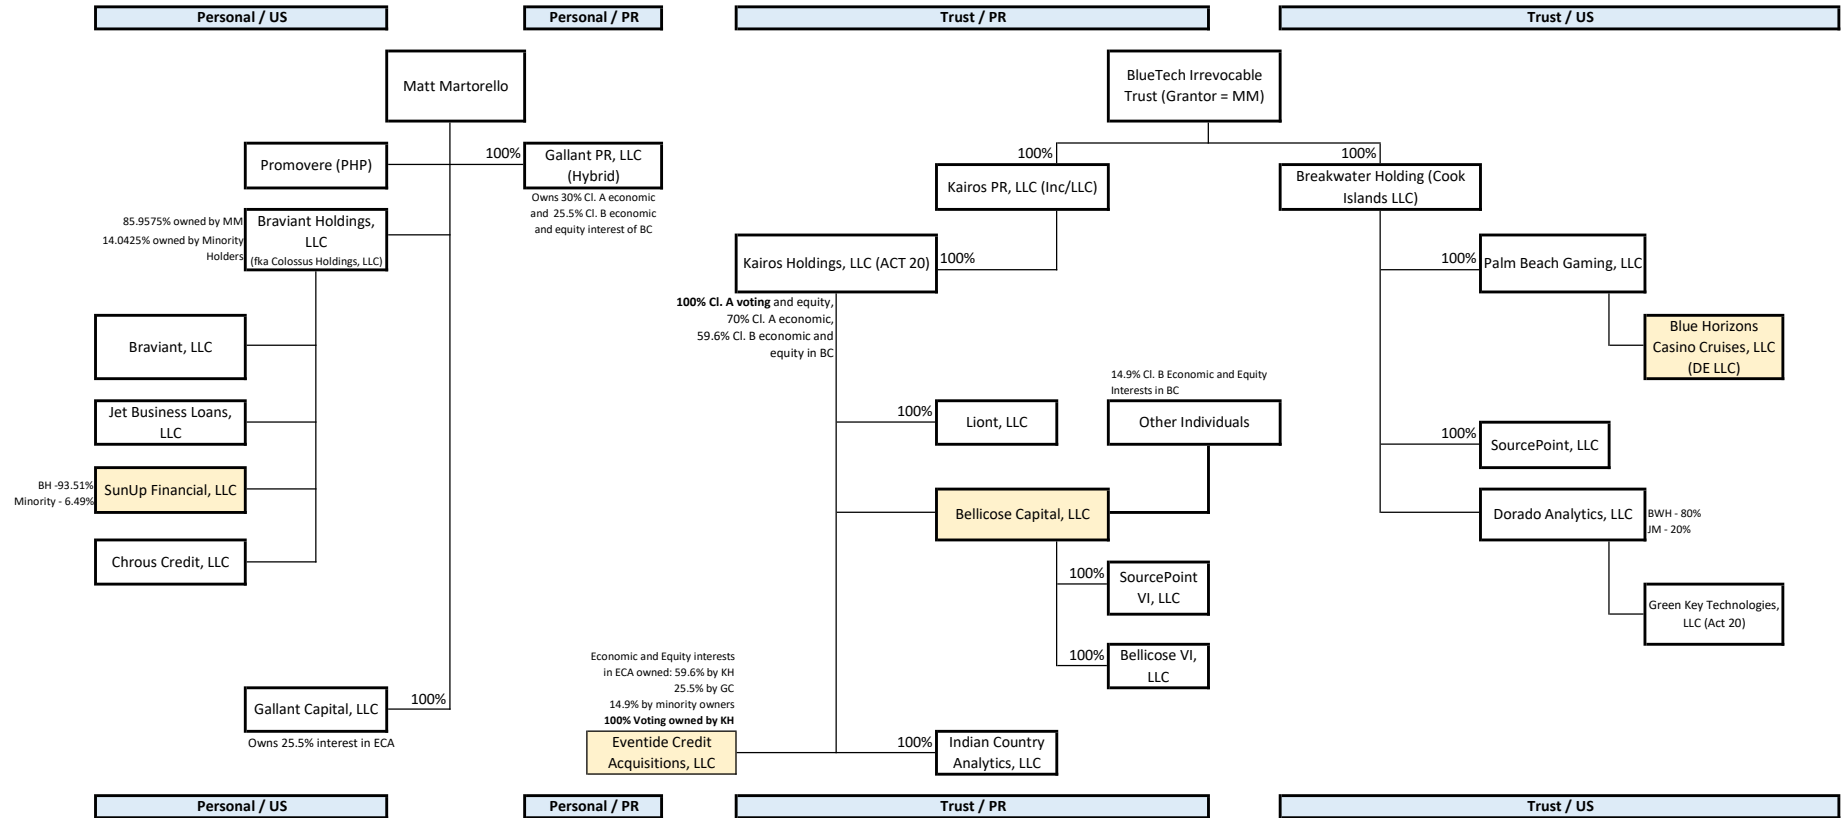 Personal / US
Personal / PR
Trust / PR
Trust / US
Matt Martorello
BlueTech Irrevocable
Trust (Grantor = MM)
Promovere (PHP)
100%
Gallant PR, LLC
(Hybrid)
Owns 30% Cl. A economic
and 25.5% Cl. B economic
and equity interest of BC
85.9575% owned by MM
14.0425% owned by Minority
Holders
Braviant Holdings,
LLC
(fka Colossus Holdings, LLC)
Braviant, LLC
Jet Business Loans,
LLC
BH -93.51%
Minority - 6.49%
SunUp Financial, LLC
Chrous Credit, LLC
Gallant Capital, LLC
100%
Owns 25.5% interest in ECA
100%
Kairos PR, LLC (Inc/LLC)
Kairos Holdings, LLC (ACT 20)
100%
100% Cl. A voting and equity,
70% Cl. A economic,
59.6% Cl. B economic and
equity in BC
100%
Liont, LLC
14.9% Cl. B Economic and Equity
Interests in BC
Other Individuals
Bellicose Capital, LLC
100%
SourcePoint
VI, LLC
100%
Bellicose VI,
LLC
Economic and Equity interests
in ECA owned: 59.6% by KH
25.5% by GC
14.9% by minority owners
100% Voting owned by KH
Eventide Credit
Acquisitions, LLC
100%
Indian Country
Analytics, LLC
100%
Breakwater Holding (Cook
Islands LLC)
100%
Palm Beach Gaming, LLC
Blue Horizons
Casino Cruises, LLC
(DE LLC)
100%
SourcePoint, LLC
Dorado Analytics, LLC
BWH - 80%
JM - 20%
Green Key Technologies,
LLC (Act 20)
Personal / US
Personal / PR
Trust / PR
Trust / US